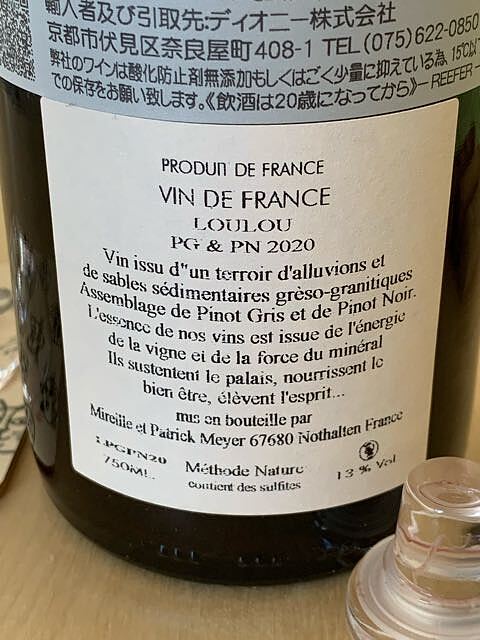 輸入者及び引取先:ディオニー株式会社
京都市伏見区奈良屋町408-1 TEL(075)622-0850
弊社のワインは酸化防止剤無添加もしくはごく少量に抑えている為、15℃以
での保存をお願い致します。《飲酒は20歳になってから》─ REEFER ─
PRODUIT DE FRANCE
VIN DE FRANCE
LOULOU
PG & PN 2020
Vin issu d"un terroir d'alluvions et
de sables sédimentaires grèso-granitiques
Assemblage de Pinot Gris et de Pinot Noir.
L'essence de nos vins est issue de l'énergie
de la vigne et de la force du minéral
Ils sustentent le palais, nourrissent le
bien être, élèvent l'esprit...
mis en bouteille par
Mireille et Patrick Meyer 67680 Nothalten France
LPGPN20
750ML
Méthode Nature
contient des sulfites
13 % Vol